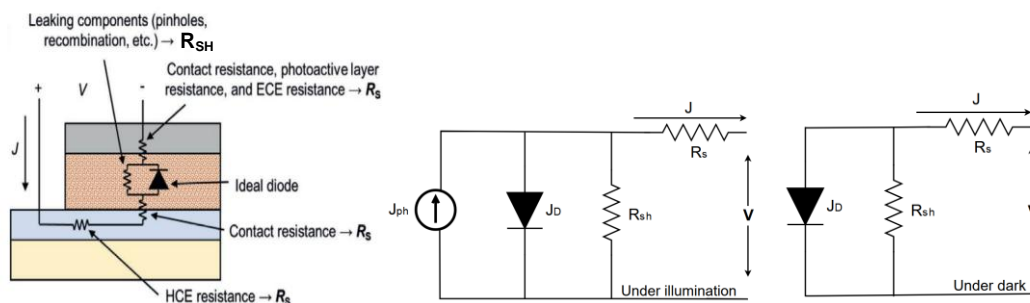 Leaking components (pinholes,
recombination, etc.)→ RSH
Contact resistance, photoactive layer
resistance, and ECE resistance → Rs
+ V -
J
Ideal diode
Contact resistance → Rs
HCE resistance → Rs
J
Rs
Jph
JD
Rsh
V
Under illumination
J
Rs
JD
Rsh
Under dark